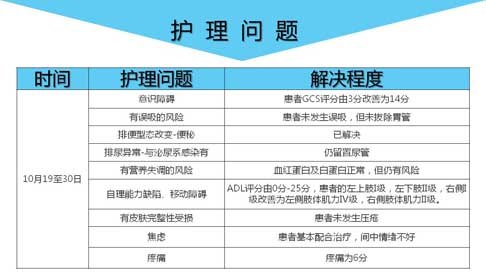 护理问题
时间 护理问题 解决程度
10月19至30日
意识障碍 患者GCS评分由3分改善为14分
有误吸的风险 患者未发生误吸，但未拔除胃管
排便型态改变-便秘 已解决
排尿异常-与泌尿系感染有 仍留置尿管
有营养失调的风险 血红蛋白及白蛋白正常，但仍有风险
自理能力缺陷、移动障碍 ADL评分由0分-25分，患者的左上肢I级，左下肢II级，右侧I
级改善为左侧肢体肌力IV级，右侧肢体肌力II级。
有皮肤完整性受损 患者未发生压疮
焦虑 患者基本配合治疗，间中情绪不好
疼痛 疼痛为6分